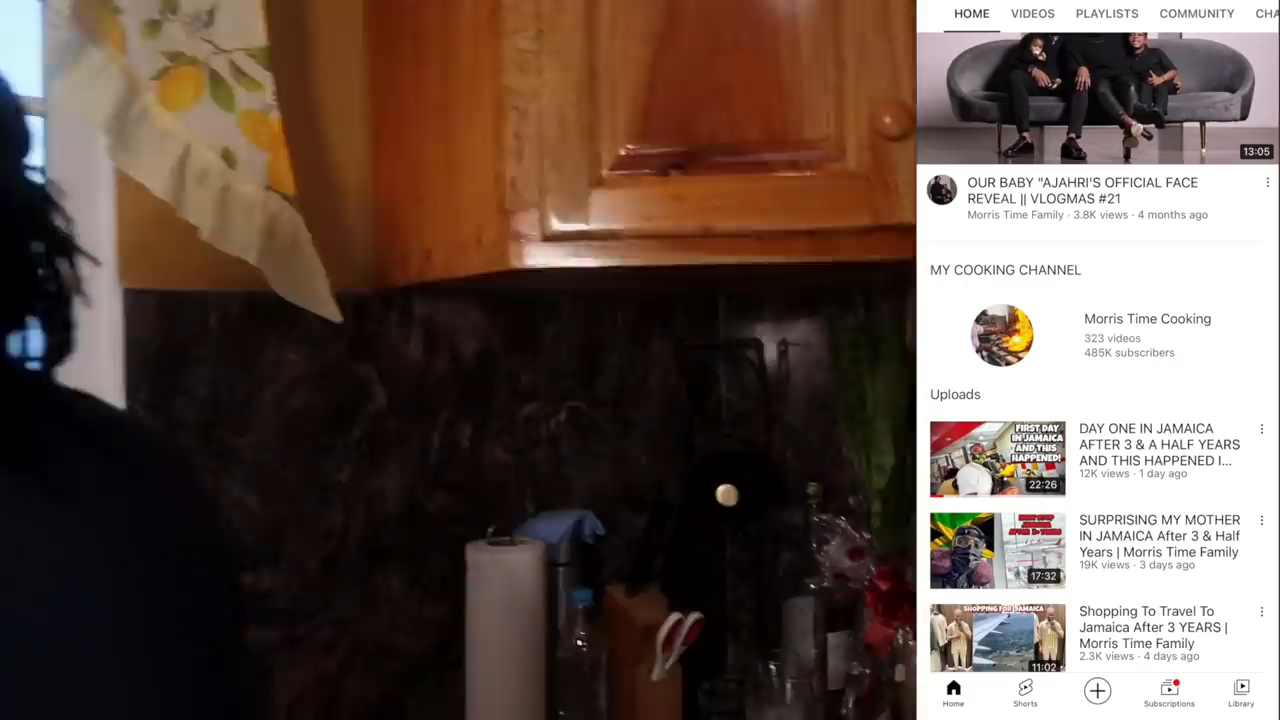 HOME VIDEOS PLAYLISTS COMMUNITY CHA
13:05
OUR BABY "AJAHRI'S OFFICIAL FACE
REVEAL || VLOGMAS #21
Morris Time Family · 3.8K views · 4 months ago
MY COOKING CHANNEL
Morris Time Cooking
323 videos
485K subscribers
Uploads
FIRST DAY
IN JAMAICA
AND THIS
HAPPENED!
22:26
DAY ONE IN JAMAICA
AFTER 3 & A HALF YEARS
AND THIS HAPPENED I...
12K views · 1 day ago
17:32
SURPRISING MY MOTHER
IN JAMAICA After 3 & Half
Years | Morris Time Family
19K views · 3 days ago
SHOPPING FOR JAMAICA
11:02
Shopping To Travel To
Jamaica After 3 YEARS |
Morris Time Family
2.3K views · 4 days ago
Home Shorts Subscriptions Library